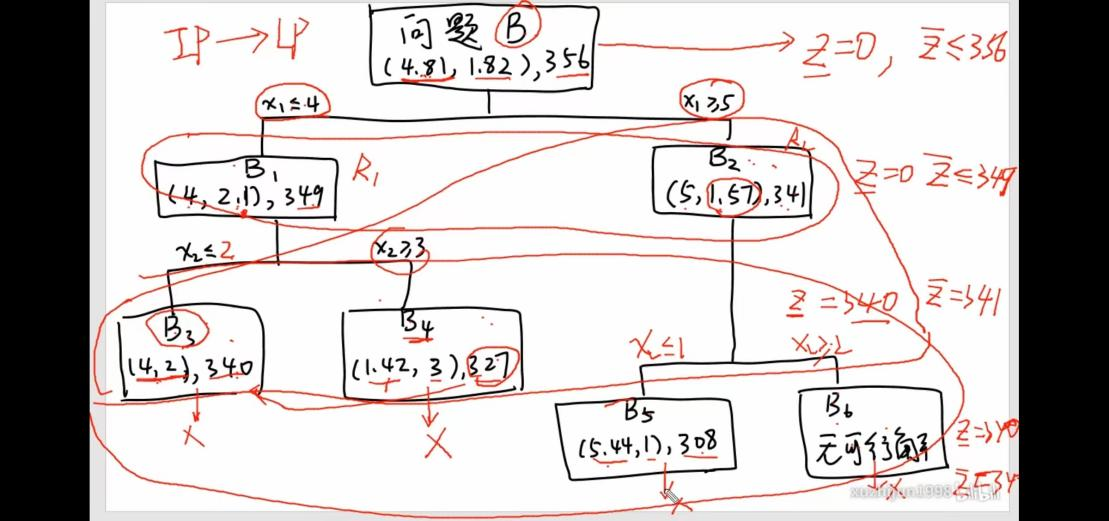 IP→LP
问题 B
(4.81, 1.82), 356
Z=0, Z̄≤356
x₁≤4
x₁≥5
B₁
(4, 2.1), 349
R₁
B₂
(5, 1.57), 341
Z=0 Z̄≤349
x₂≤2
x₂≥3
Z=340 Z̄=341
B₃
(4, 2), 340
B₄
(1.42, 3), 327
x₂≤1
x₂≥2
B₅
(5.44, 1), 308
B₆
无可行解
X
X
X
X